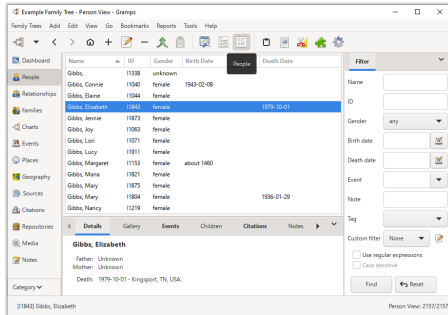 Example Family Tree - Person View - Gramps
Family Trees Add Edit View Go Bookmarks Reports Tools Help
Dashboard
People
Relationships
Families
Charts
Events
Places
Geography
Sources
Citations
Repositories
Media
Notes
Category
Name ID Gender Birth Date Death Date
People
Gibbs, I1338 unknown
Gibbs, Connie I1040 female 1943-02-08
Gibbs, Elaine I1044 female
Gibbs, Elizabeth I1843 female 1979-10-01
Gibbs, Jennie I1873 female
Gibbs, Joy I1063 female
Gibbs, Lori I1071 female
Gibbs, Lucy I1911 female
Gibbs, Margaret I1153 female about 1460
Gibbs, Maria I1821 female
Gibbs, Mary I1875 female
Gibbs, Mary I1804 female 1936-01-29
Gibbs, Nancy I1219 female
Details Gallery Events Children Citations Notes
Gibbs, Elizabeth
Father: Unknown
Mother: Unknown
Death: 1979-10-01 - Kingsport, TN, USA.
Filter
Name
ID
Gender any
Birth date
Death date
Event
Note
Tag
Custom filter None
Use regular expressions
Case sensitive
Find Reset
[I1843] Gibbs, Elizabeth
Person View: 2157/2157